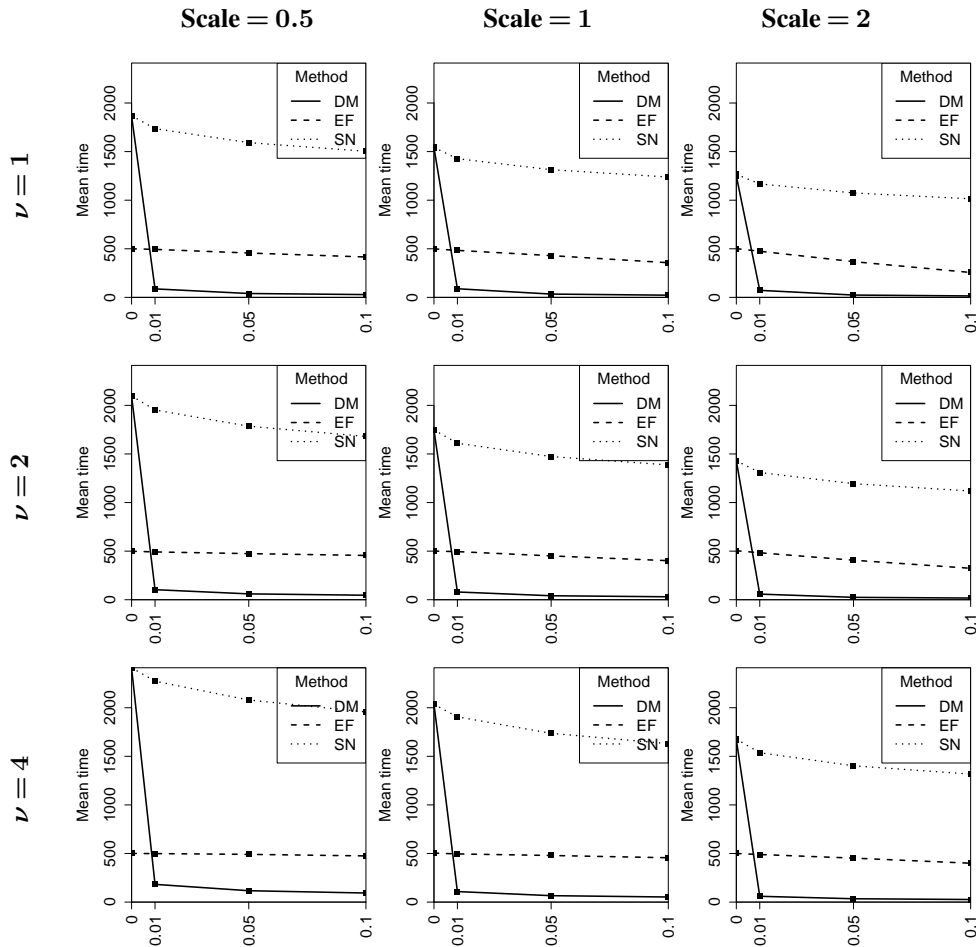 Scale = 0.5
Scale = 1
Scale = 2
ν = 1
Mean time
0
500
1000
1500
2000
0
0.01
0.05
0.1
Method
DM
EF
SN
Mean time
0
500
1000
1500
2000
0
0.01
0.05
0.1
Method
DM
EF
SN
Mean time
0
500
1000
1500
2000
0
0.01
0.05
0.1
Method
DM
EF
SN
ν = 2
Mean time
0
500
1000
1500
2000
0
0.01
0.05
0.1
Method
DM
EF
SN
Mean time
0
500
1000
1500
2000
0
0.01
0.05
0.1
Method
DM
EF
SN
Mean time
0
500
1000
1500
2000
0
0.01
0.05
0.1
Method
DM
EF
SN
ν = 4
Mean time
0
500
1000
1500
2000
0
0.01
0.05
0.1
Method
DM
EF
SN
Mean time
0
500
1000
1500
2000
0
0.01
0.05
0.1
Method
DM
EF
SN
Mean time
0
500
1000
1500
2000
0
0.01
0.05
0.1
Method
DM
EF
SN